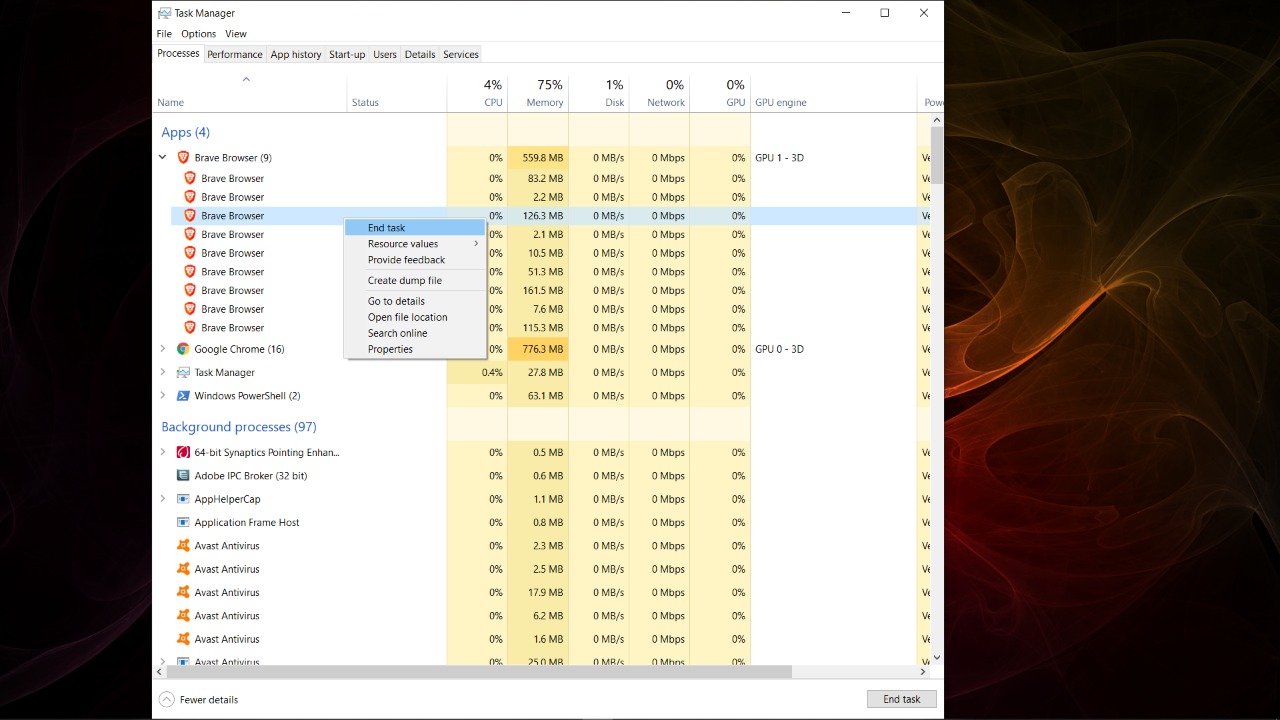 Task Manager
File Options View
Processes Performance App history Start-up Users Details Services
4% 75% 1% 0% 0%
Name Status CPU Memory Disk Network GPU GPU engine Pow
Apps (4)
Brave Browser (9) 0% 559.8 MB 0 MB/s 0 Mbps 0% GPU 1 - 3D Ve
Brave Browser 0% 83.2 MB 0 MB/s 0 Mbps 0% Ve
Brave Browser 0% 2.2 MB 0 MB/s 0 Mbps 0% Ve
Brave Browser 0% 126.3 MB 0 MB/s 0 Mbps 0% Ve
End task
Brave Browser 0% 2.1 MB 0 MB/s 0 Mbps 0% Ve
Resource values
Brave Browser 0% 10.5 MB 0 MB/s 0 Mbps 0% Ve
Provide feedback
Brave Browser 0% 51.3 MB 0 MB/s 0 Mbps 0% Ve
Create dump file
Brave Browser 0% 161.5 MB 0 MB/s 0 Mbps 0% Ve
Go to details
Brave Browser 0% 7.6 MB 0 MB/s 0 Mbps 0% Ve
Open file location
Brave Browser 0% 115.3 MB 0 MB/s 0 Mbps 0% Ve
Search online
Google Chrome (16) 0% 776.3 MB 0 MB/s 0 Mbps 0% GPU 0 - 3D Ve
Properties
Task Manager 0.4% 27.8 MB 0 MB/s 0 Mbps 0% Ve
Windows PowerShell (2) 0% 63.1 MB 0 MB/s 0 Mbps 0% Ve
Background processes (97)
64-bit Synaptics Pointing Enhan... 0% 0.5 MB 0 MB/s 0 Mbps 0% Ve
Adobe IPC Broker (32 bit) 0% 0.6 MB 0 MB/s 0 Mbps 0% Ve
AppHelperCap 0% 1.1 MB 0 MB/s 0 Mbps 0% Ve
Application Frame Host 0% 0.8 MB 0 MB/s 0 Mbps 0% Ve
Avast Antivirus 0% 2.3 MB 0 MB/s 0 Mbps 0% Ve
Avast Antivirus 0% 2.5 MB 0 MB/s 0 Mbps 0% Ve
Avast Antivirus 0% 17.9 MB 0 MB/s 0 Mbps 0% Ve
Avast Antivirus 0% 6.2 MB 0 MB/s 0 Mbps 0% Ve
Avast Antivirus 0% 1.6 MB 0 MB/s 0 Mbps 0% Ve
Avast Antivirus 0% 25.0 MB 0 MB/s 0 Mbps 0% Ve
Fewer details End task